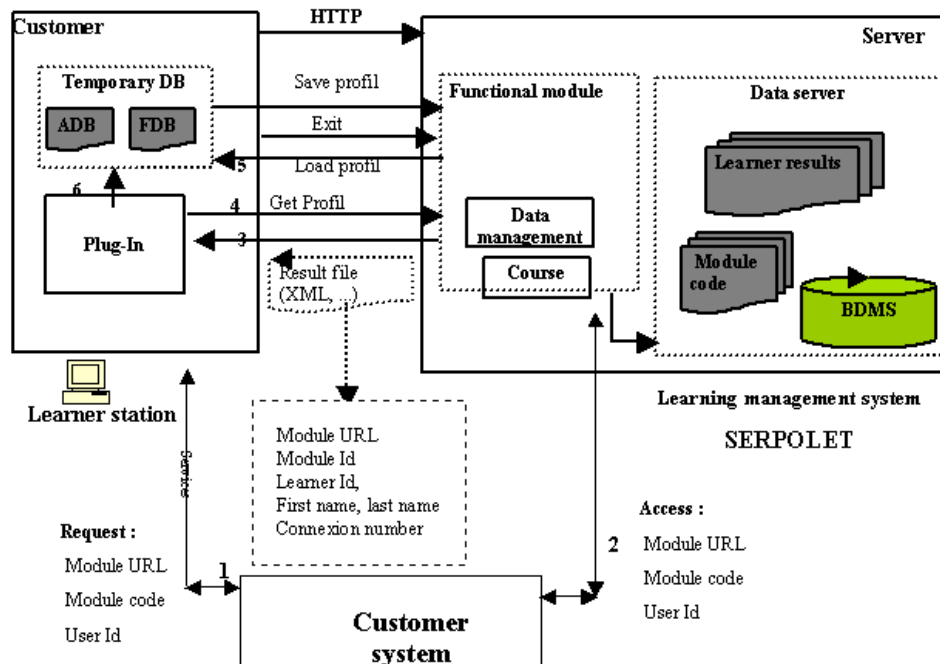 Customer
HTTP
Server
Temporary DB
ADB
FDB
Save profil
Exit
5
Load profil
6
4
Get Profil
3
Plug-In
Functional module
Data management
Course
Data server
Learner results
Module code
BDMS
Result file
(XML, ...)
Learner station
Learning management system
SERPOLET
Service
Module URL
Module Id
Learner Id,
First name, last name
Connexion number
Request :
Module URL
Module code
User Id
1
Access :
2
Module URL
Module code
User Id
Customer
system